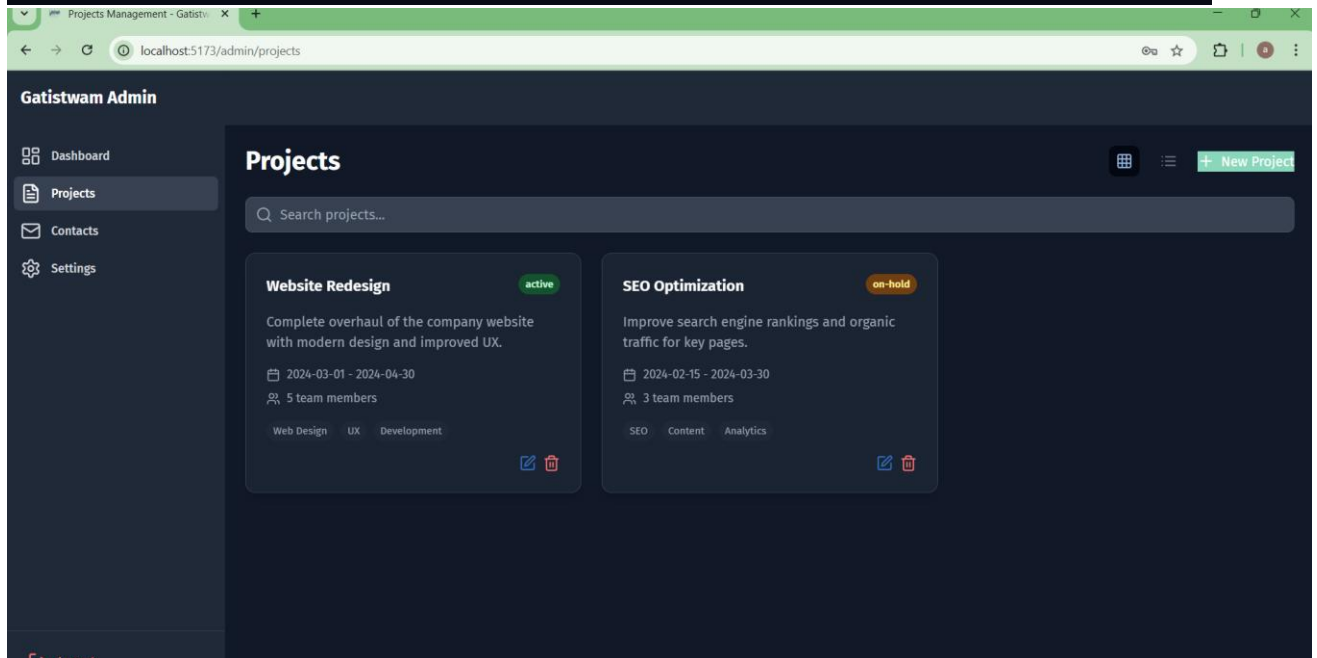 Projects Management - Gatistw
localhost:5173/admin/projects
a
Gatistwam Admin
Dashboard
Projects
Contacts
Settings
Projects
+ New Project
Search projects...
Website Redesign
active
Complete overhaul of the company website
with modern design and improved UX.
2024-03-01 - 2024-04-30
5 team members
Web Design UX Development
SEO Optimization
on-hold
Improve search engine rankings and organic
traffic for key pages.
2024-02-15 - 2024-03-30
3 team members
SEO Content Analytics